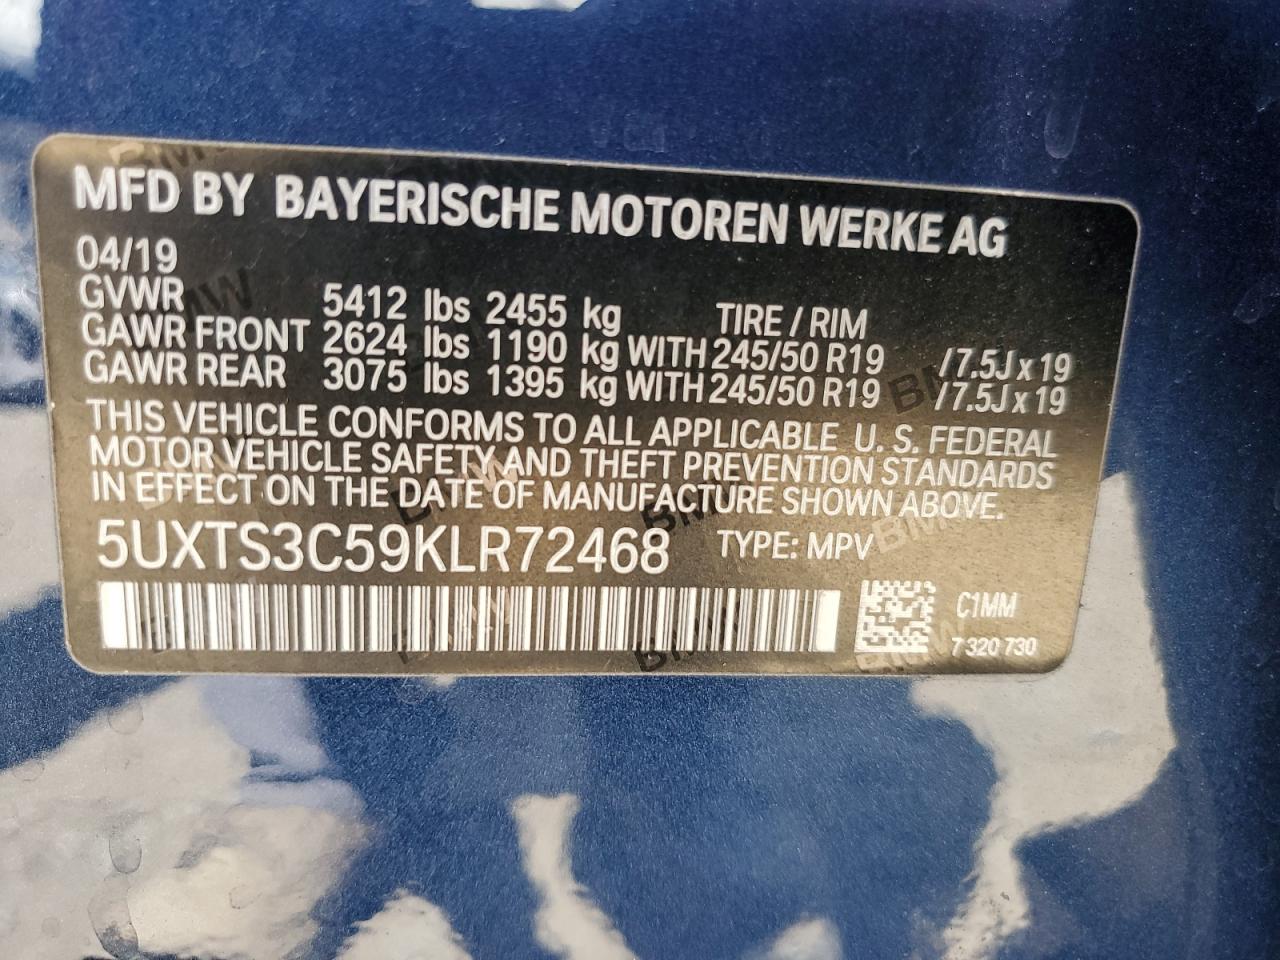 MFD BY BAYERISCHE MOTOREN WERKE AG
04/19
GVWR 5412 lbs 2455 kg TIRE / RIM
GAWR FRONT 2624 lbs 1190 kg WITH 245/50 R19 /7.5J x 19
GAWR REAR 3075 lbs 1395 kg WITH 245/50 R19 /7.5J x 19
THIS VEHICLE CONFORMS TO ALL APPLICABLE U. S. FEDERAL
MOTOR VEHICLE SAFETY AND THEFT PREVENTION STANDARDS
IN EFFECT ON THE DATE OF MANUFACTURE SHOWN ABOVE.
5UXTS3C59KLR72468 TYPE: MPV
C1MM
7 320 730